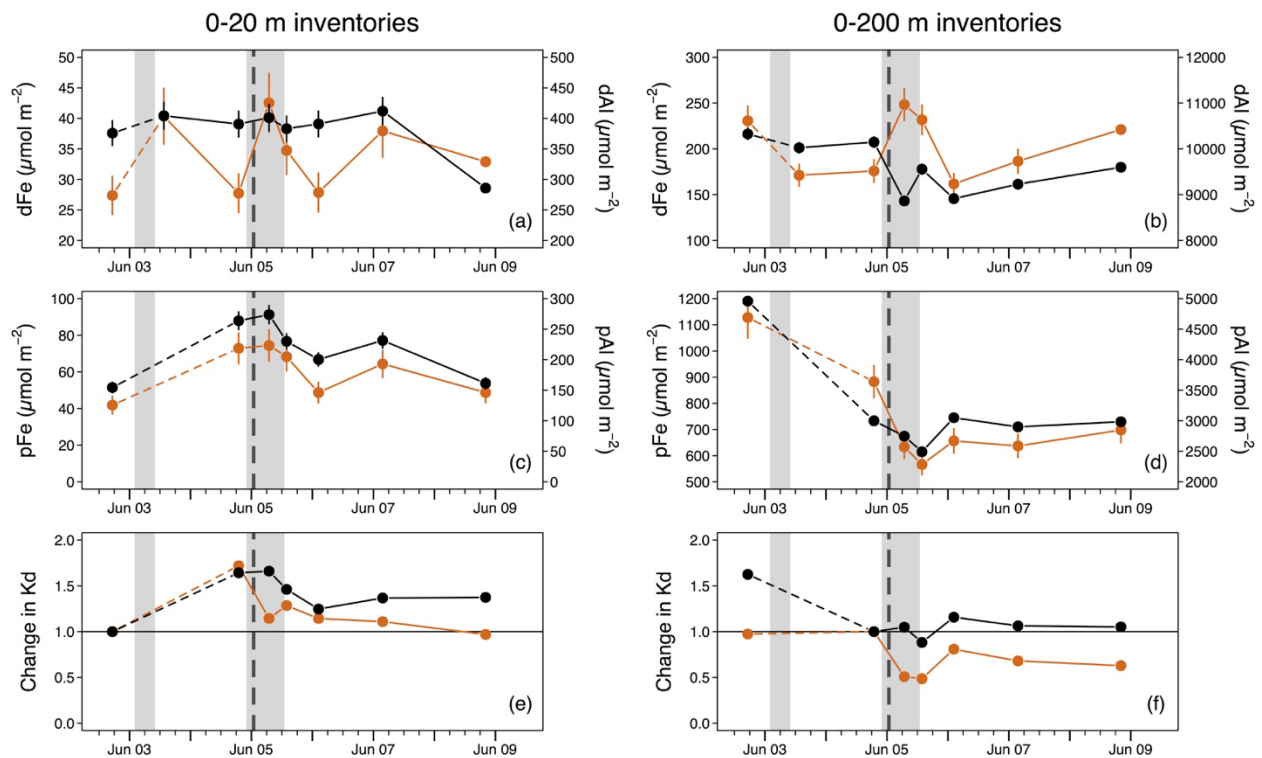 0-20 m inventories
0-200 m inventories
dFe (µmol m⁻²)
50
45
40
35
30
25
20
500
450
400
350
300
250
200
dAl (µmol m⁻²)
(a)
Jun 03
Jun 05
Jun 07
Jun 09
dFe (µmol m⁻²)
300
250
200
150
100
12000
11000
10000
9000
8000
dAl (µmol m⁻²)
(b)
Jun 03
Jun 05
Jun 07
Jun 09
pFe (µmol m⁻²)
100
80
60
40
20
0
300
250
200
150
100
50
0
pAl (µmol m⁻²)
(c)
Jun 03
Jun 05
Jun 07
Jun 09
pFe (µmol m⁻²)
1200
1100
1000
900
800
700
600
500
5000
4500
4000
3500
3000
2500
2000
pAl (µmol m⁻²)
(d)
Jun 03
Jun 05
Jun 07
Jun 09
Change in Kd
2.0
1.5
1.0
0.5
0.0
(e)
Jun 03
Jun 05
Jun 07
Jun 09
Change in Kd
2.0
1.5
1.0
0.5
0.0
(f)
Jun 03
Jun 05
Jun 07
Jun 09